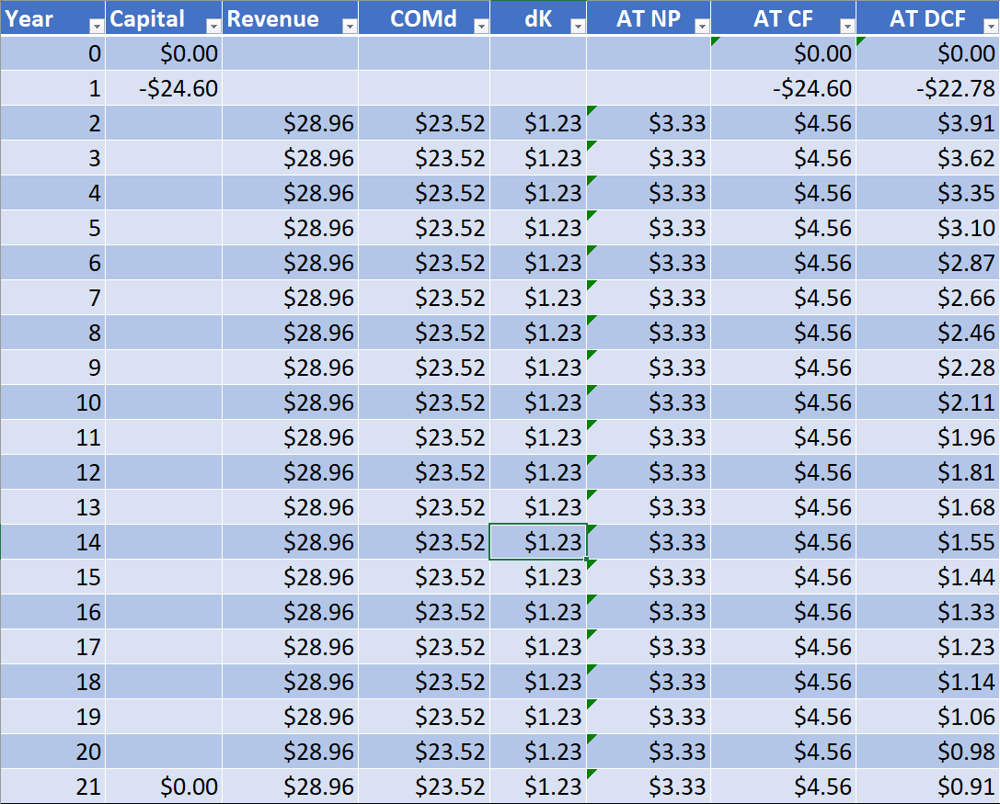 Year Capital Revenue COMd dK AT NP AT CF AT DCF
0 $0.00 $0.00 $0.00
1 -$24.60 -$24.60 -$22.78
2 $28.96 $23.52 $1.23 $3.33 $4.56 $3.91
3 $28.96 $23.52 $1.23 $3.33 $4.56 $3.62
4 $28.96 $23.52 $1.23 $3.33 $4.56 $3.35
5 $28.96 $23.52 $1.23 $3.33 $4.56 $3.10
6 $28.96 $23.52 $1.23 $3.33 $4.56 $2.87
7 $28.96 $23.52 $1.23 $3.33 $4.56 $2.66
8 $28.96 $23.52 $1.23 $3.33 $4.56 $2.46
9 $28.96 $23.52 $1.23 $3.33 $4.56 $2.28
10 $28.96 $23.52 $1.23 $3.33 $4.56 $2.11
11 $28.96 $23.52 $1.23 $3.33 $4.56 $1.96
12 $28.96 $23.52 $1.23 $3.33 $4.56 $1.81
13 $28.96 $23.52 $1.23 $3.33 $4.56 $1.68
14 $28.96 $23.52 $1.23 $3.33 $4.56 $1.55
15 $28.96 $23.52 $1.23 $3.33 $4.56 $1.44
16 $28.96 $23.52 $1.23 $3.33 $4.56 $1.33
17 $28.96 $23.52 $1.23 $3.33 $4.56 $1.23
18 $28.96 $23.52 $1.23 $3.33 $4.56 $1.14
19 $28.96 $23.52 $1.23 $3.33 $4.56 $1.06
20 $28.96 $23.52 $1.23 $3.33 $4.56 $0.98
21 $0.00 $28.96 $23.52 $1.23 $3.33 $4.56 $0.91